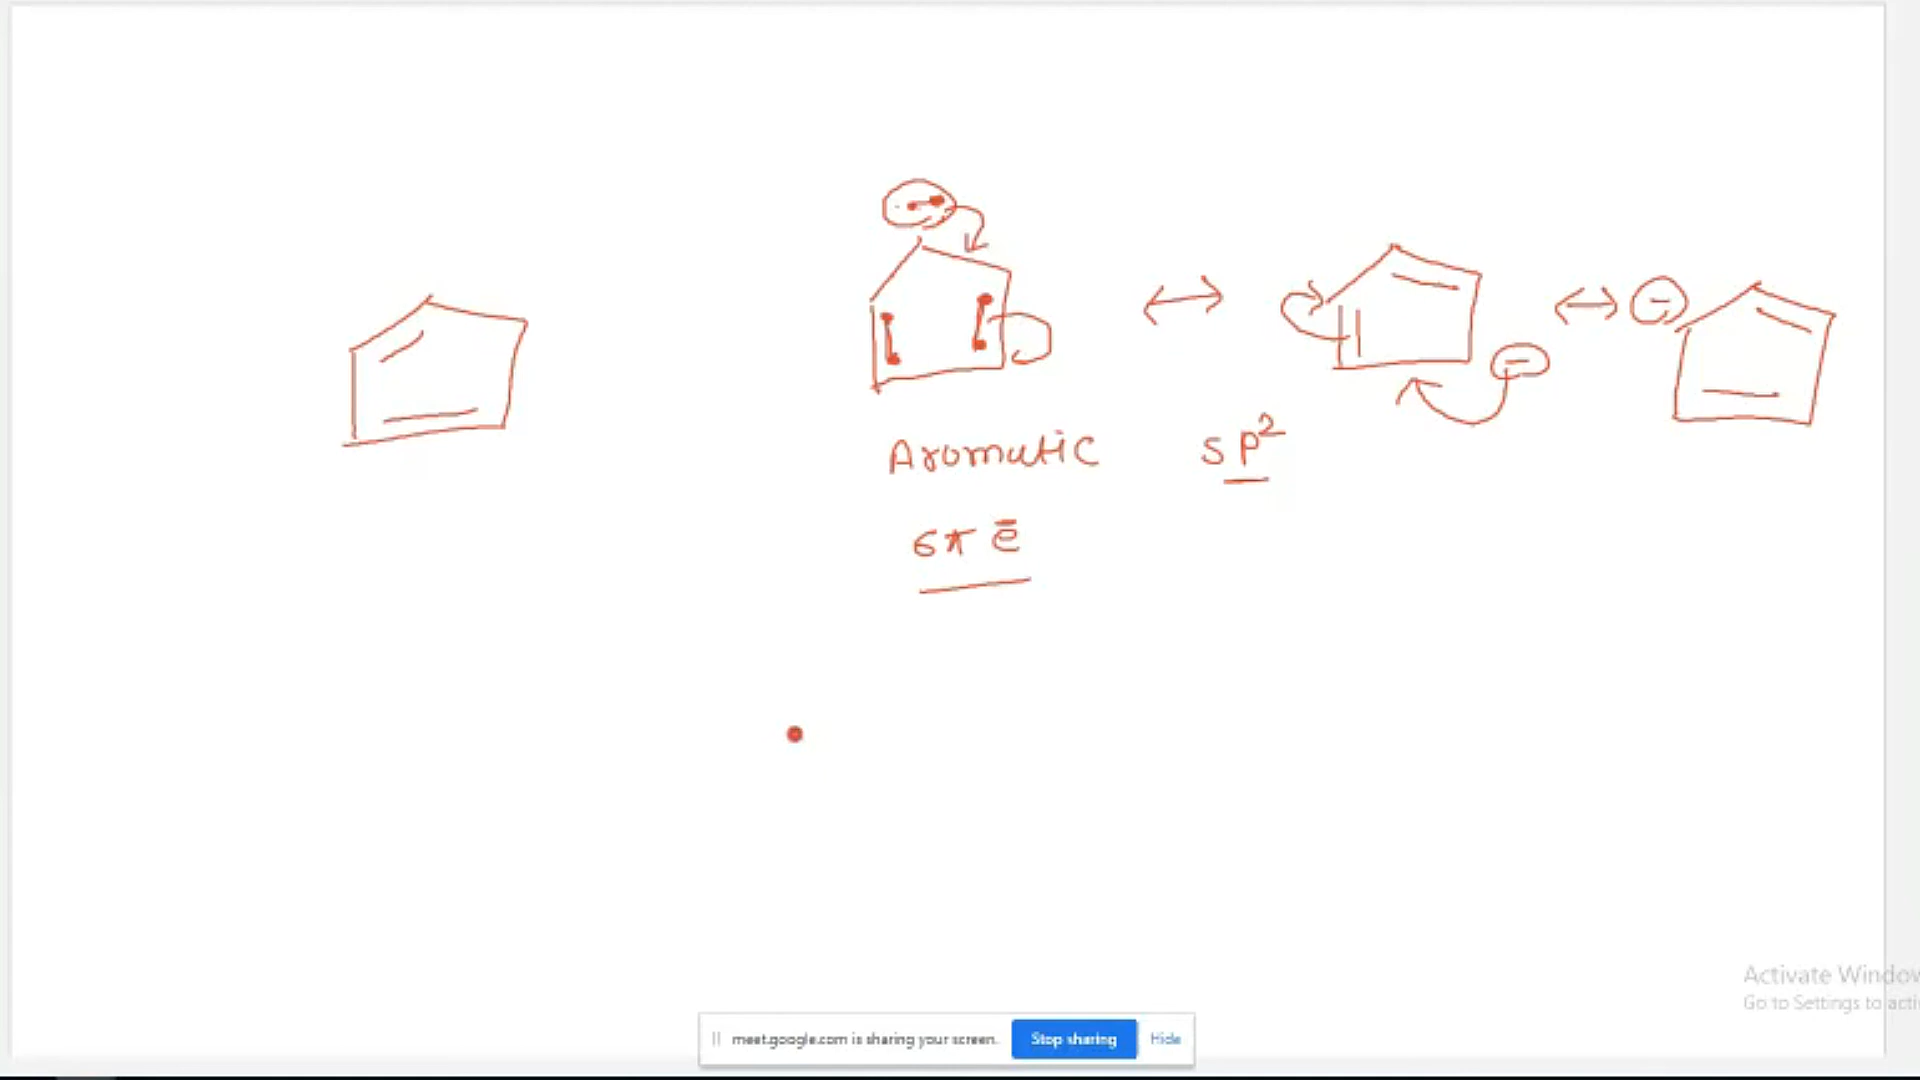 Aromatic sp²
6π ē
Activate Window
Go to Settings to acti
meet.google.com is sharing your screen.
Stop sharing
Hide